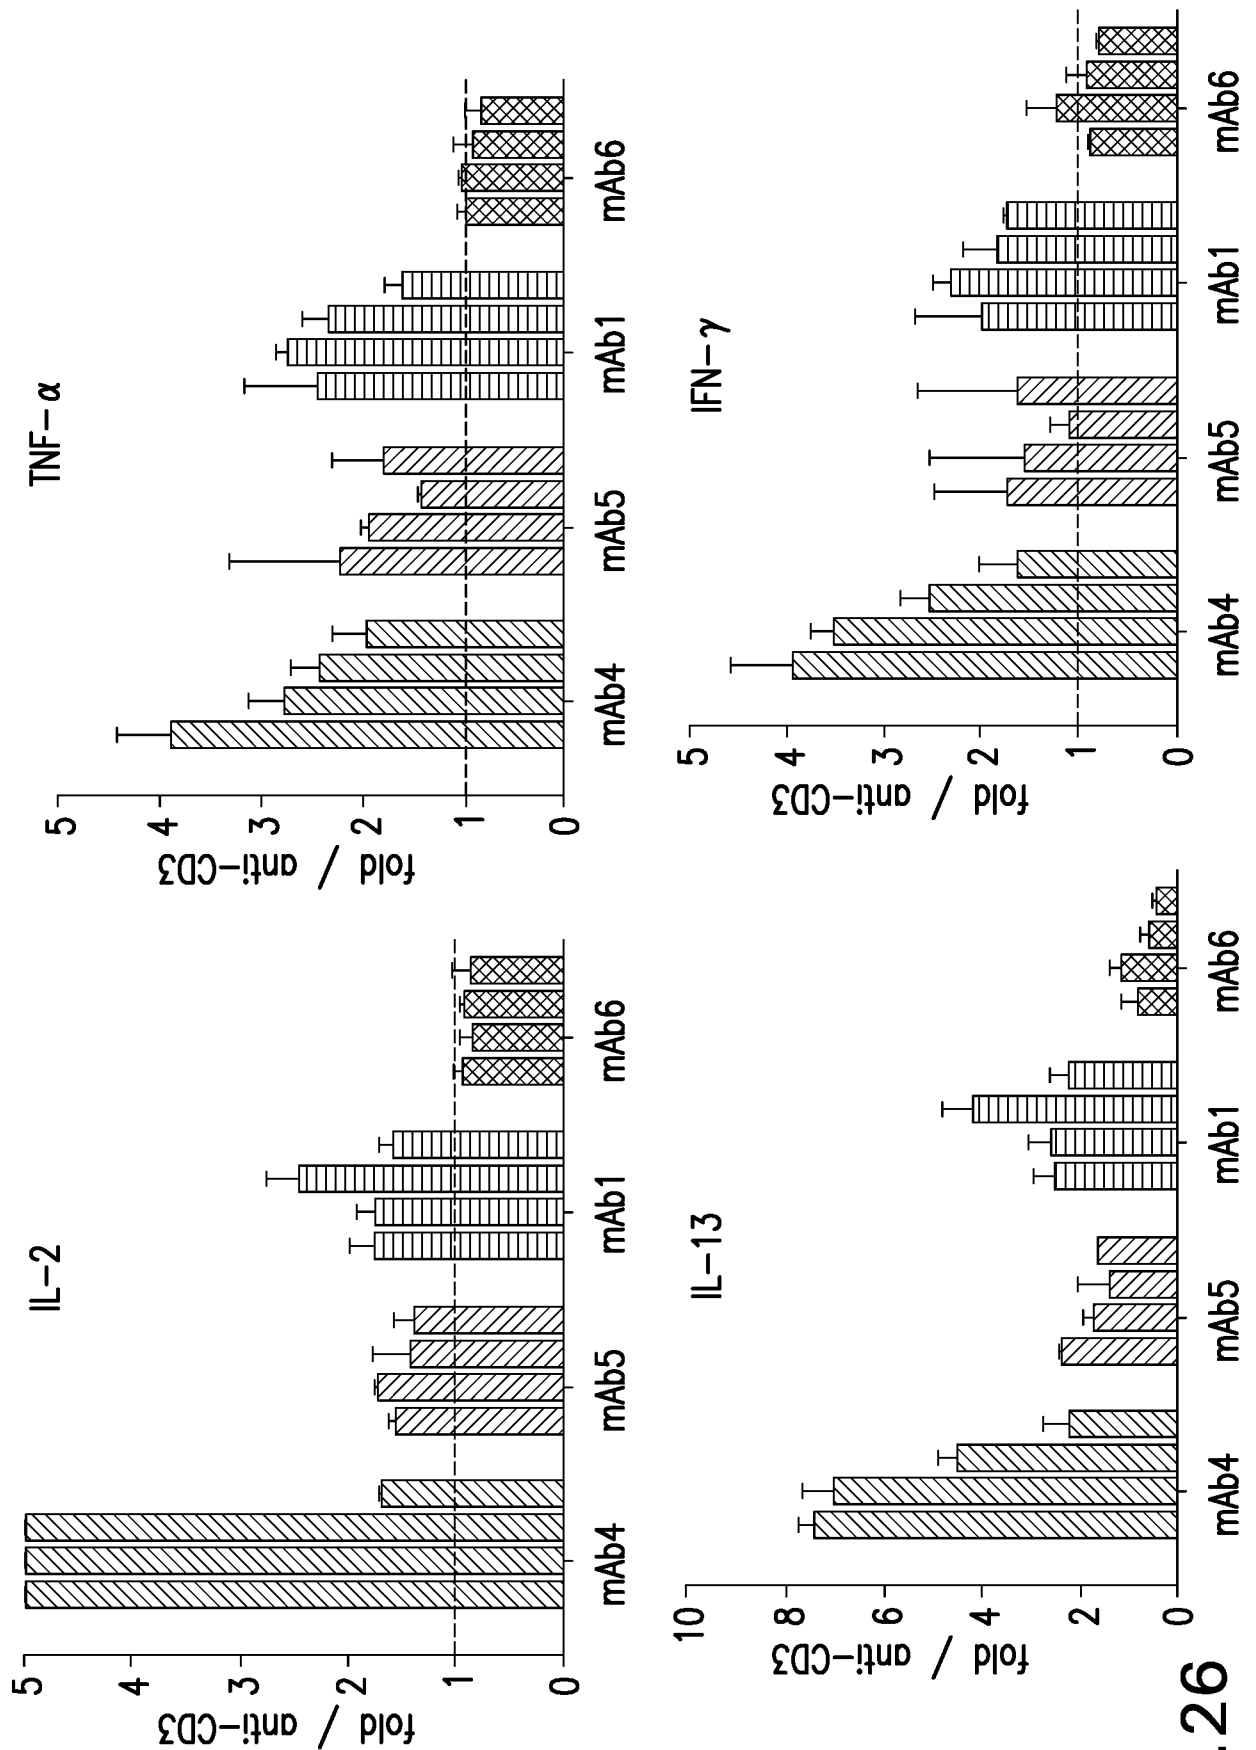 IL-2
fold /
anti-CD3
5
4
3
2
1
0
mAb4
mAb5
mAb1
mAb6
TNF-α
fold /
anti-CD3
5
4
3
2
1
0
mAb4
mAb5
mAb1
mAb6
IL-13
fold /
anti-CD3
10
8
6
4
2
0
mAb4
mAb5
mAb1
mAb6
IFN-γ
fold /
anti-CD3
5
4
3
2
1
0
mAb4
mAb5
mAb1
mAb6
.26